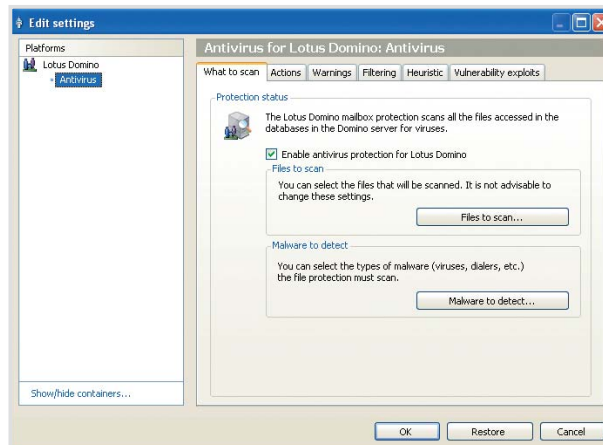 Edit settings
Platforms
Lotus Domino
Antivirus
Show/hide containers...
Antivirus for Lotus Domino: Antivirus
What to scan
Actions
Warnings
Filtering
Heuristic
Vulnerability exploits
Protection status
The Lotus Domino mailbox protection scans all the files accessed in the
databases in the Domino server for viruses.
Enable antivirus protection for Lotus Domino
Files to scan
You can select the files that will be scanned. It is not advisable to
change these settings.
Files to scan...
Malware to detect
You can select the types of malware (viruses, dialers, etc.)
the file protection must scan.
Malware to detect...
OK
Restore
Cancel